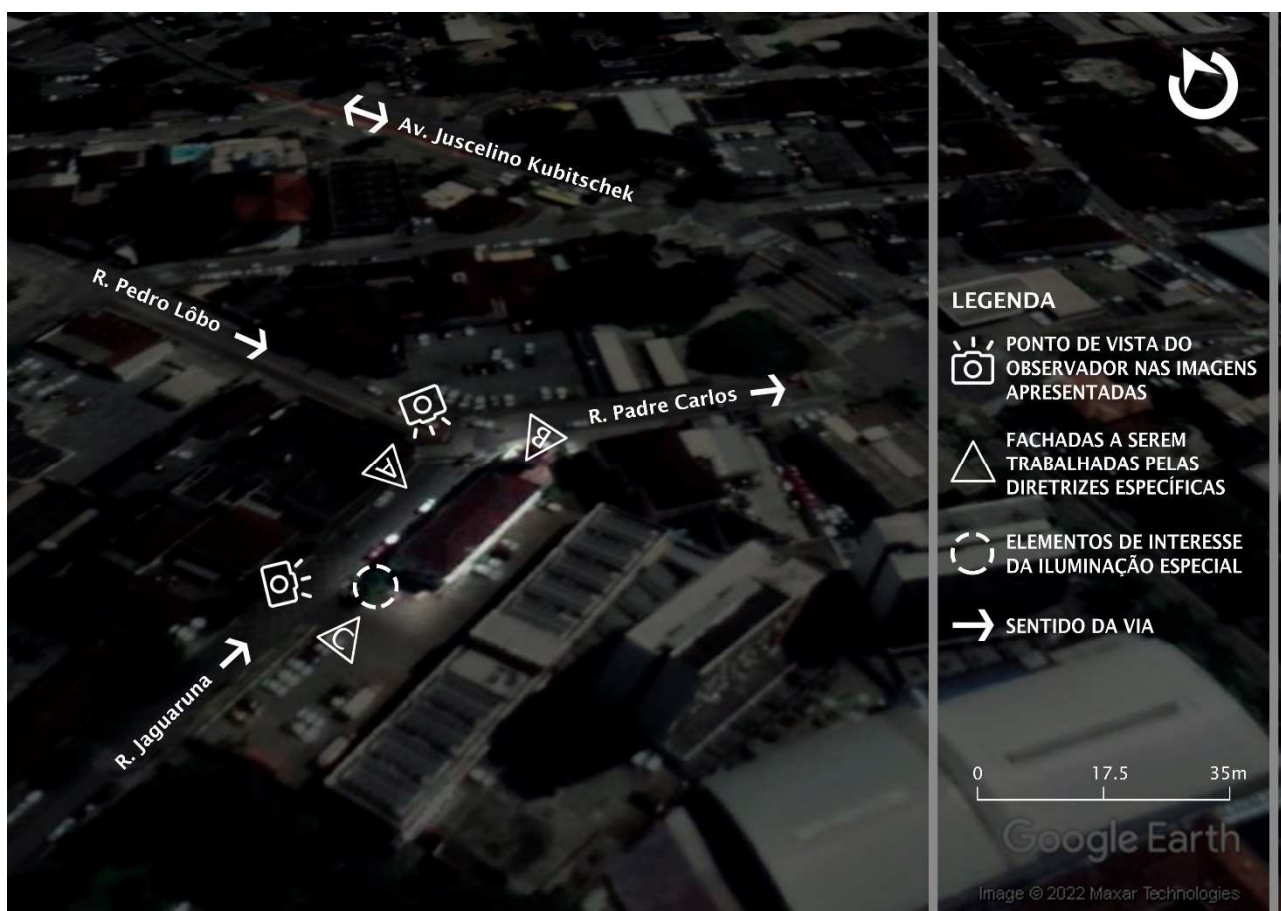 Av. Juscelino Kubitschek
R. Pedro Lôbo
R. Padre Carlos
A
B
C
R. Jaguaruna
LEGENDA
PONTO DE VISTA DO
OBSERVADOR NAS IMAGENS
APRESENTADAS
FACHADAS A SEREM
TRABALHADAS PELAS
DIRETRIZES ESPECÍFICAS
ELEMENTOS DE INTERESSE
DA ILUMINAÇÃO ESPECIAL
SENTIDO DA VIA
0 17.5 35m
Google Earth
Image © 2022 Maxar Technologies